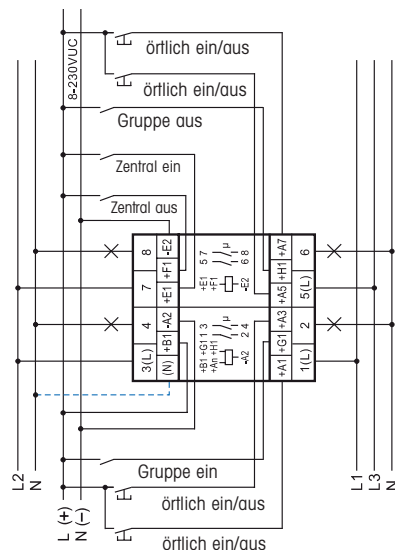 8-230VUC
örtlich ein/aus
örtlich ein/aus
Gruppe aus
Zentral ein
Zentral aus
8
7
4
3(L)
-E2
+F1
+E1
-A2
+B1
(N)
5 7
6 8
µ
+E1
+F1
-E2
1 3
2 4
µ
+B1 +G1
+An +H1
-A2
+A7
+H1
+A5
+A3
+G1
+A1
6
5(L)
2
1(L)
Gruppe ein
örtlich ein/aus
örtlich ein/aus
L2
N
L (+)
N (–)
L1
L3
N